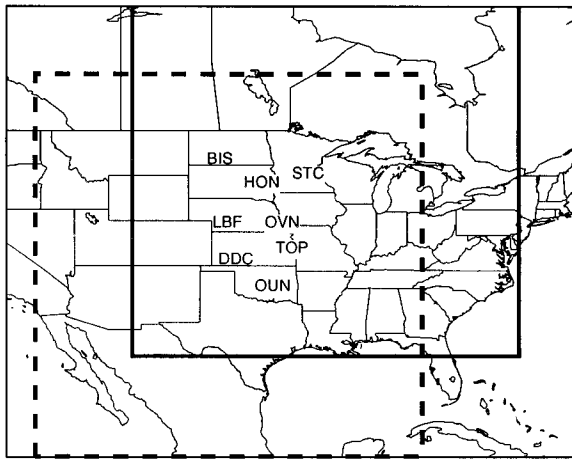 BIS
STC
HON
LBF
OVN
TOP
DDC
OUN